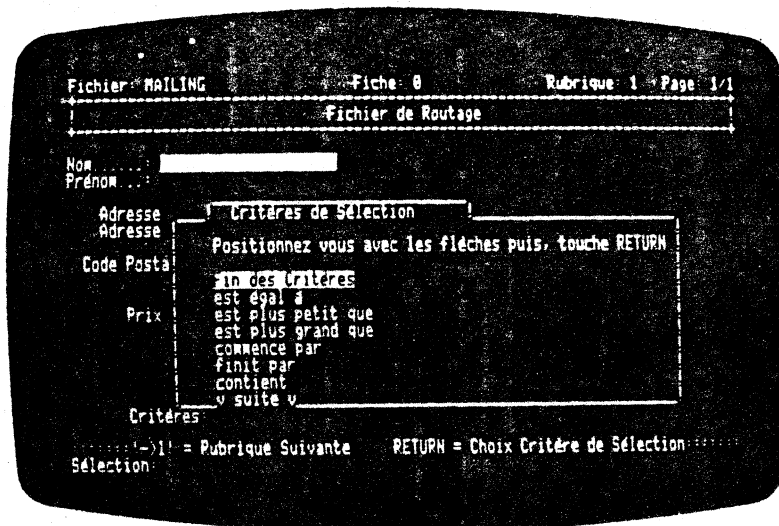 Fichier: MAILING Fiche: 0 Rubrique: 1 Page: 1/1
Fichier de Routage
Nom......:
Prénom...:
Adresse
Adresse
Critères de Sélection
Positionnez vous avec les flèches puis, touche RETURN
Code Posta
Fin des Critères
est égal à
Prix
est plus petit que
est plus grand que
commence par
finit par
contient
v suite v
Critères
'->1' = Rubrique Suivante RETURN = Choix Critère de Sélection
Sélection: